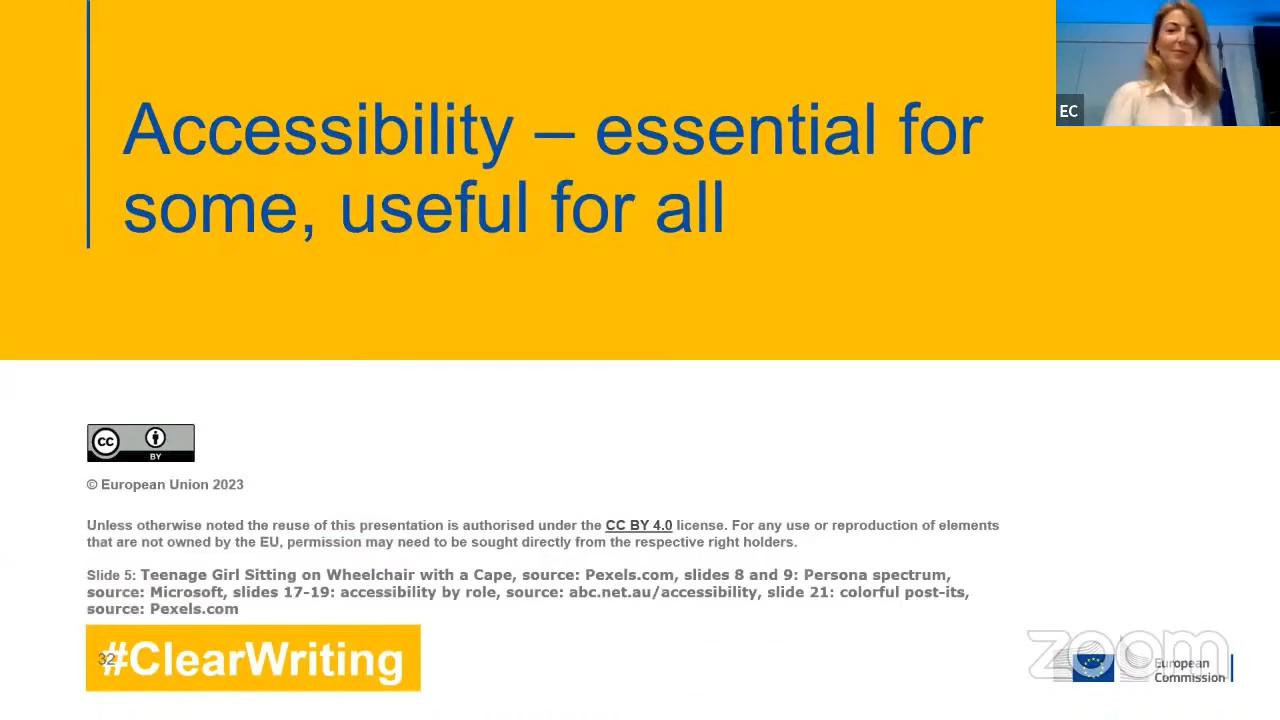 Accessibility – essential for
some, useful for all
EC
cc
BY
© European Union 2023
Unless otherwise noted the reuse of this presentation is authorised under the CC BY 4.0 license. For any use or reproduction of elements
that are not owned by the EU, permission may need to be sought directly from the respective right holders.
Slide 5: Teenage Girl Sitting on Wheelchair with a Cape, source: Pexels.com, slides 8 and 9: Persona spectrum,
source: Microsoft, slides 17-19: accessibility by role, source: abc.net.au/accessibility, slide 21: colorful post-its,
source: Pexels.com
32
#ClearWriting
zoom
European
Commission